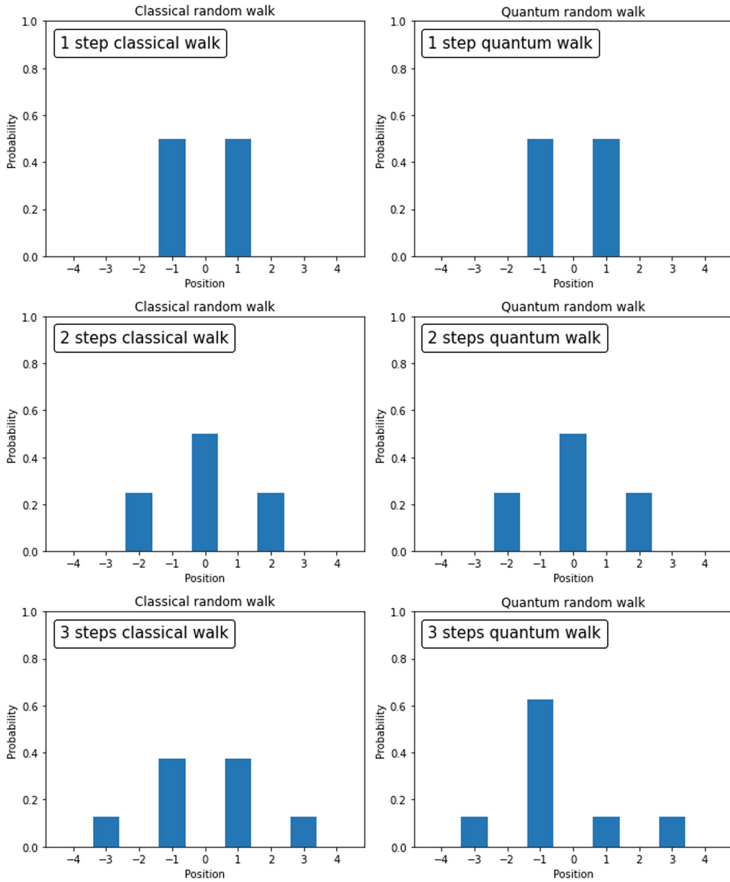 Classical random walk
1 step classical walk
Probability
1.0
0.8
0.6
0.4
0.2
0.0
−4 −3 −2 −1 0 1 2 3 4
Position
Quantum random walk
1 step quantum walk
Probability
1.0
0.8
0.6
0.4
0.2
0.0
−4 −3 −2 −1 0 1 2 3 4
Position
Classical random walk
2 steps classical walk
Probability
1.0
0.8
0.6
0.4
0.2
0.0
−4 −3 −2 −1 0 1 2 3 4
Position
Quantum random walk
2 steps quantum walk
Probability
1.0
0.8
0.6
0.4
0.2
0.0
−4 −3 −2 −1 0 1 2 3 4
Position
Classical random walk
3 steps classical walk
Probability
1.0
0.8
0.6
0.4
0.2
0.0
−4 −3 −2 −1 0 1 2 3 4
Position
Quantum random walk
3 steps quantum walk
Probability
1.0
0.8
0.6
0.4
0.2
0.0
−4 −3 −2 −1 0 1 2 3 4
Position